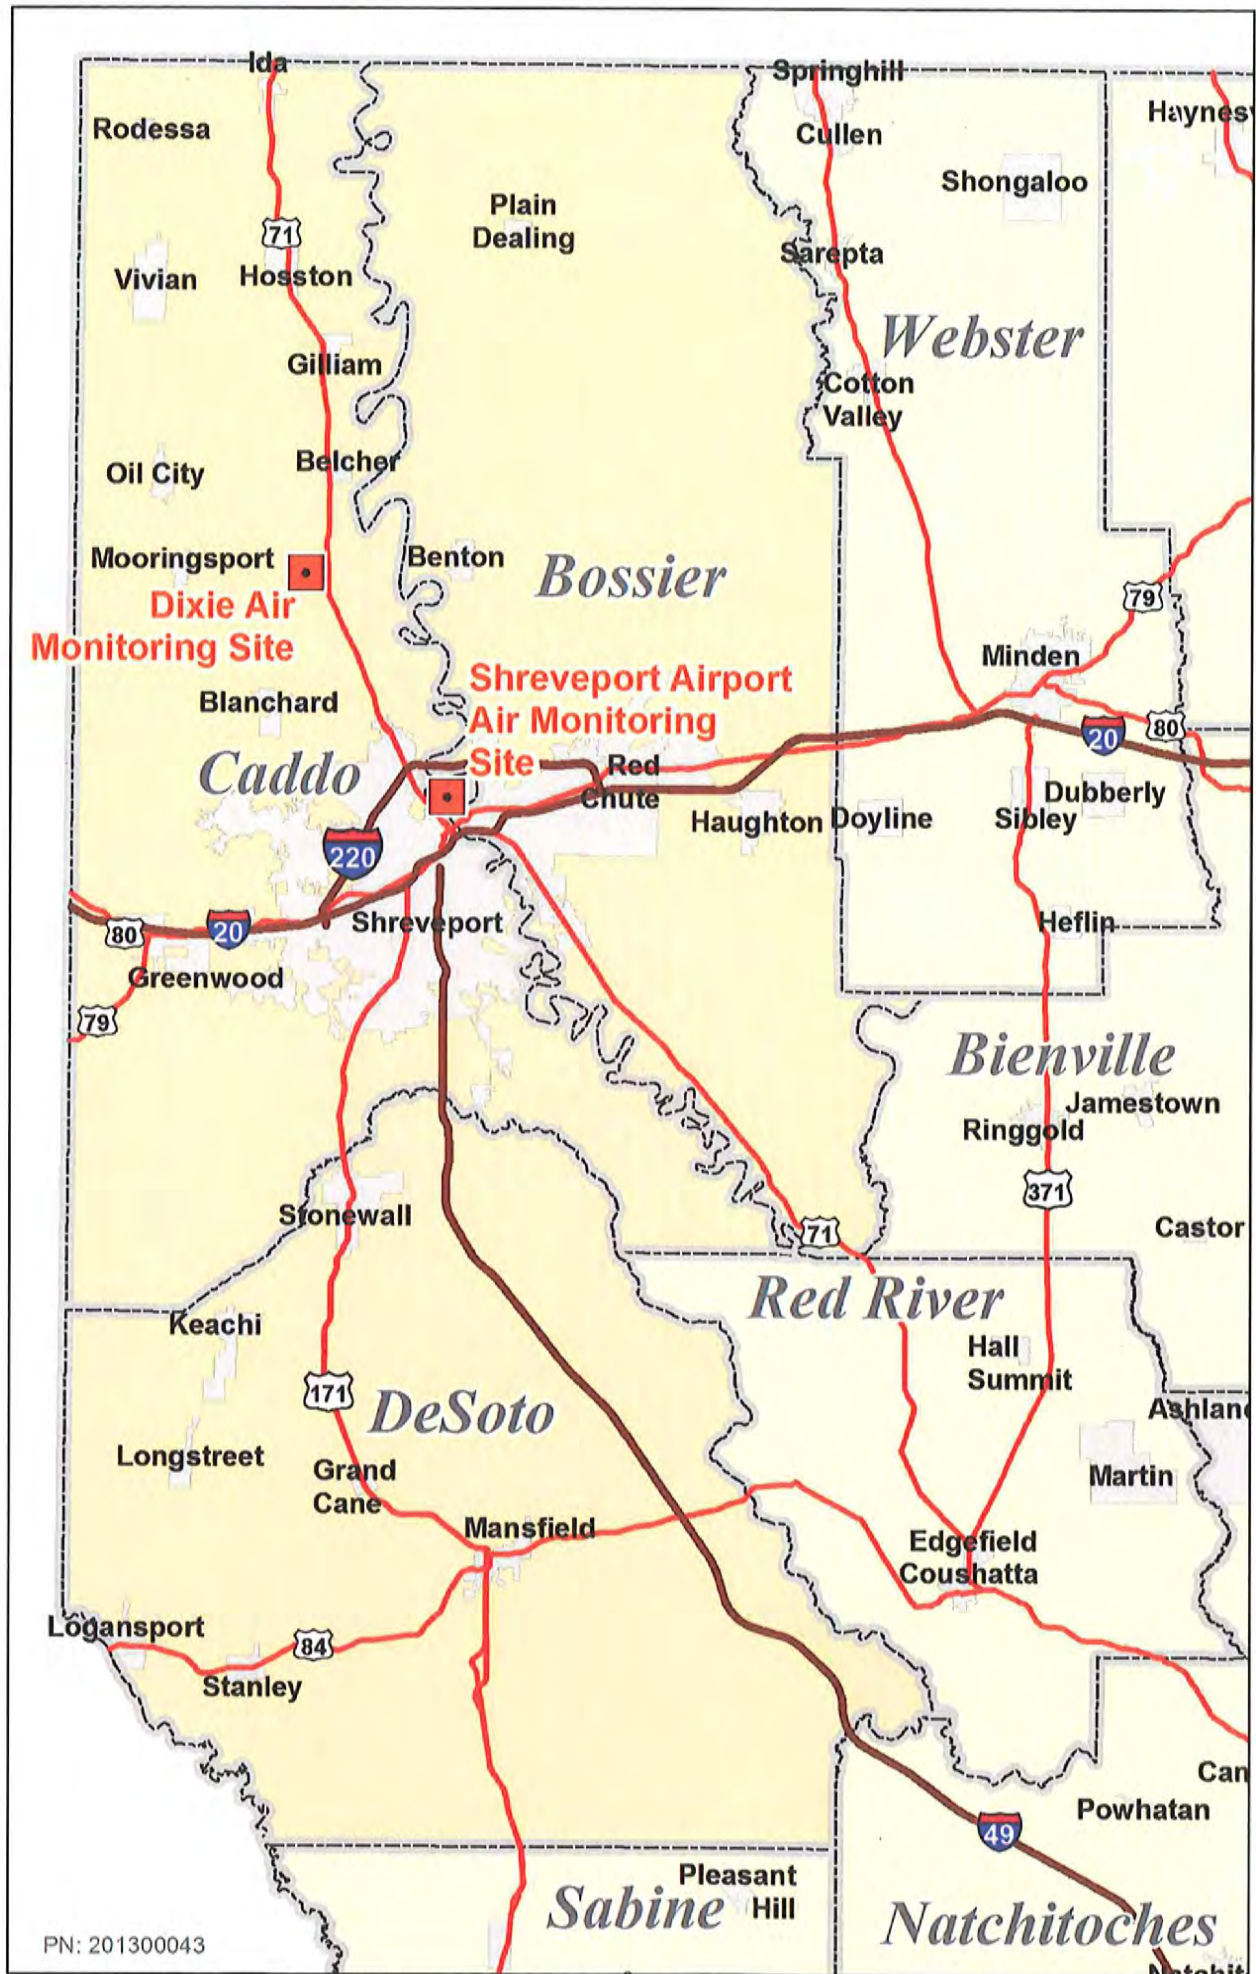 Ida
Springhill
Haynesv
Rodessa
Cullen
Shongaloo
Plain
Dealing
71
Sarepta
Vivian
Hosston
Webster
Gilliam
Cotton
Valley
Belcher
Oil City
Mooringsport
Benton
Bossier
79
Dixie Air
Monitoring Site
Minden
Shreveport Airport
Air Monitoring
Site
Blanchard
80
20
Caddo
Red
Chute
Dubberly
Haughton
Doyline
Sibley
220
Shreveport
Heflin
80
20
Greenwood
79
Bienville
Jamestown
Ringgold
371
Stonewall
71
Castor
Red River
Keachi
Hall
Summit
171
DeSoto
Ashland
Longstreet
Grand
Cane
Martin
Mansfield
Edgefield
Coushatta
Logansport
84
Stanley
Can
Powhatan
49
Pleasant
Hill
Sabine
Natchitoches
PN: 201300043
Natchit